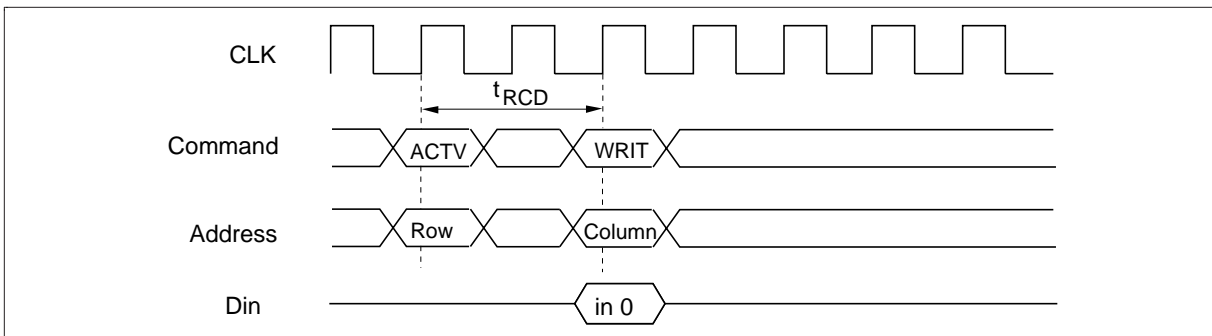 CLK
tRCD
Command ACTV WRIT
Address Row Column
Din in 0